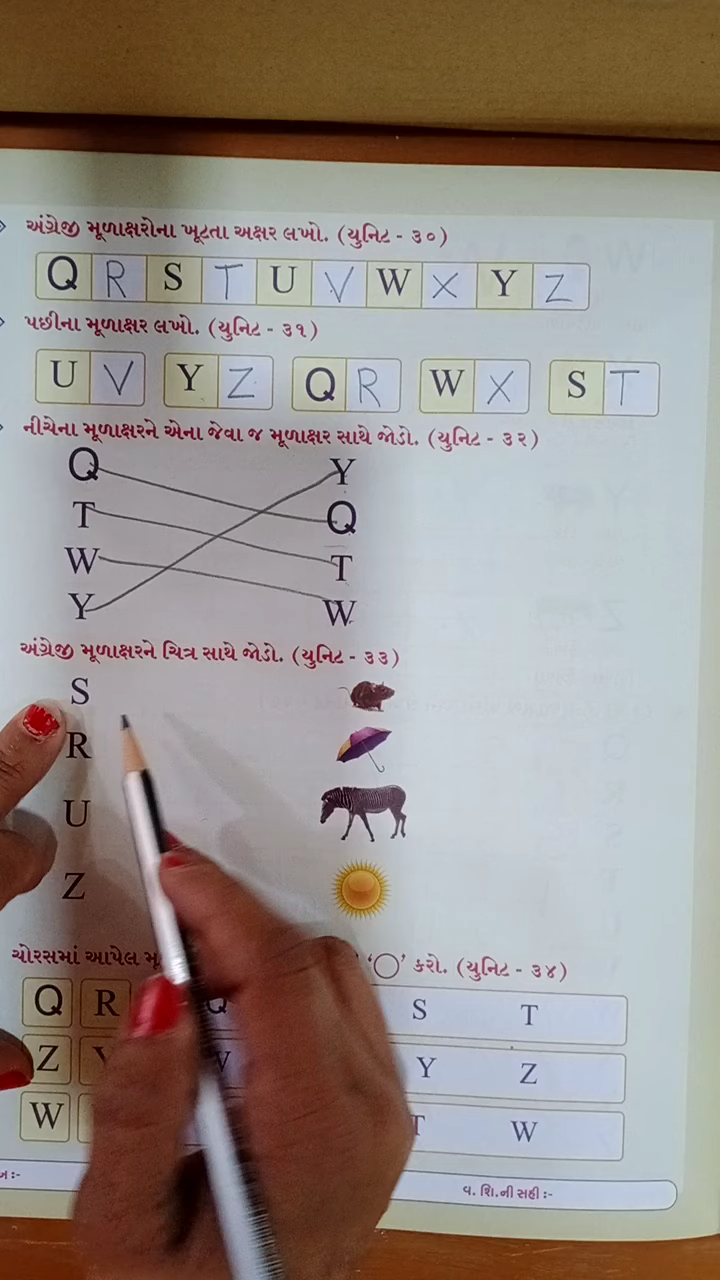 અંગ્રેજી મૂળાક્ષરોના ખૂટતા અક્ષર લખો. (યુનિટ - ૩૦)
Q R S T U V W X Y Z
પછીના મૂળાક્ષર લખો. (યુનિટ - ૩૧)
U V Y Z Q R W X S T
નીચેના મૂળાક્ષરને એના જેવા જ મૂળાક્ષર સાથે જોડો. (યુનિટ - ૩૨)
Q Y
T Q
W T
Y W
અંગ્રેજી મૂળાક્ષરને ચિત્ર સાથે જોડો. (યુનિટ - ૩૩)
S
R
U
Z
ચોરસમાં આપેલ '○' કરો. (યુનિટ - ૩૪)
Q R Q S T
Z Y Z
W T W
વ. શિ.ની સહી :-